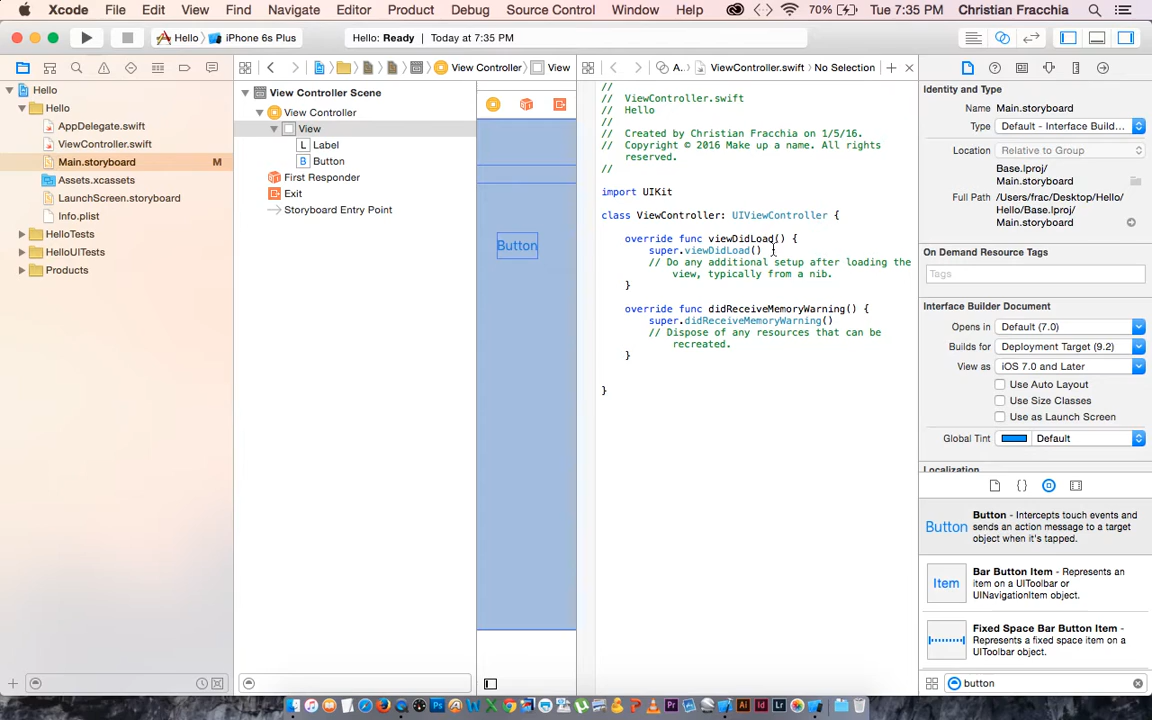 Xcode File Edit View Find Navigate Editor Product Debug Source Control Window Help 70% Tue 7:35 PM Christian Fracchia
Hello iPhone 6s Plus Hello: Ready Today at 7:35 PM
View Controller View A... ViewController.swift No Selection
Hello
Hello
AppDelegate.swift
ViewController.swift
Main.storyboard M
Assets.xcassets
LaunchScreen.storyboard
Info.plist
HelloTests
HelloUITests
Products
View Controller Scene
View Controller
View
L Label
B Button
First Responder
Exit
Storyboard Entry Point
Button
//
// ViewController.swift
// Hello
//
// Created by Christian Fracchia on 1/5/16.
// Copyright © 2016 Make up a name. All rights
reserved.
//
import UIKit
class ViewController: UIViewController {
override func viewDidLoad() {
super.viewDidLoad()
// Do any additional setup after loading the
view, typically from a nib.
}
override func didReceiveMemoryWarning() {
super.didReceiveMemoryWarning()
// Dispose of any resources that can be
recreated.
}
}
Identity and Type
Name Main.storyboard
Type Default - Interface Build...
Location Relative to Group
Base.lproj/
Main.storyboard
Full Path /Users/frac/Desktop/Hello/
Hello/Base.lproj/
Main.storyboard
On Demand Resource Tags
Tags
Interface Builder Document
Opens in Default (7.0)
Builds for Deployment Target (9.2)
View as iOS 7.0 and Later
Use Auto Layout
Use Size Classes
Use as Launch Screen
Global Tint Default
Localization
Button
Button - Intercepts touch events and
sends an action message to a target
object when it's tapped.
Item
Bar Button Item - Represents an
item on a UIToolbar or
UINavigationItem object.
Fixed Space Bar Button Item -
Represents a fixed space item on a
UIToolbar object.
button
Ps
Pr
Ai
Id
Lr